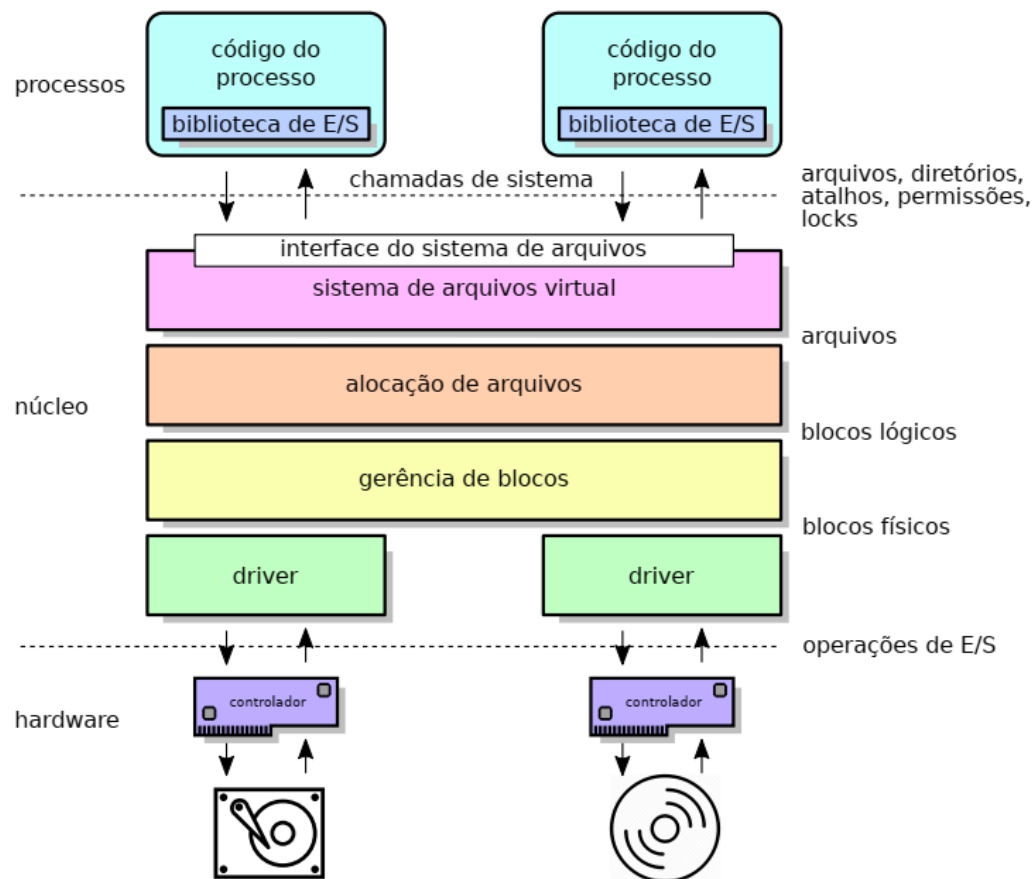 código do
processo
código do
processo
processos
biblioteca de E/S
biblioteca de E/S
chamadas de sistema
arquivos, diretórios,
atalhos, permissões,
locks
interface do sistema de arquivos
sistema de arquivos virtual
arquivos
alocação de arquivos
núcleo
blocos lógicos
gerência de blocos
blocos físicos
driver
driver
operações de E/S
controlador
controlador
hardware